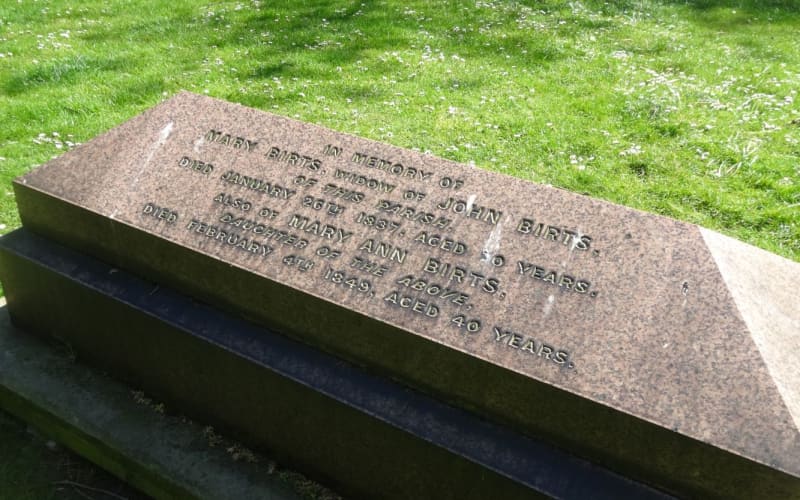 IN MEMORY OF
MARY BIRTS, WIDOW OF JOHN BIRTS.
OF THIS PARISH.
DIED JANUARY 26TH 1837, AGED 50 YEARS.
ALSO OF MARY ANN BIRTS,
DAUGHTER OF THE ABOVE,
DIED FEBRUARY 4TH 1849, AGED 40 YEARS.